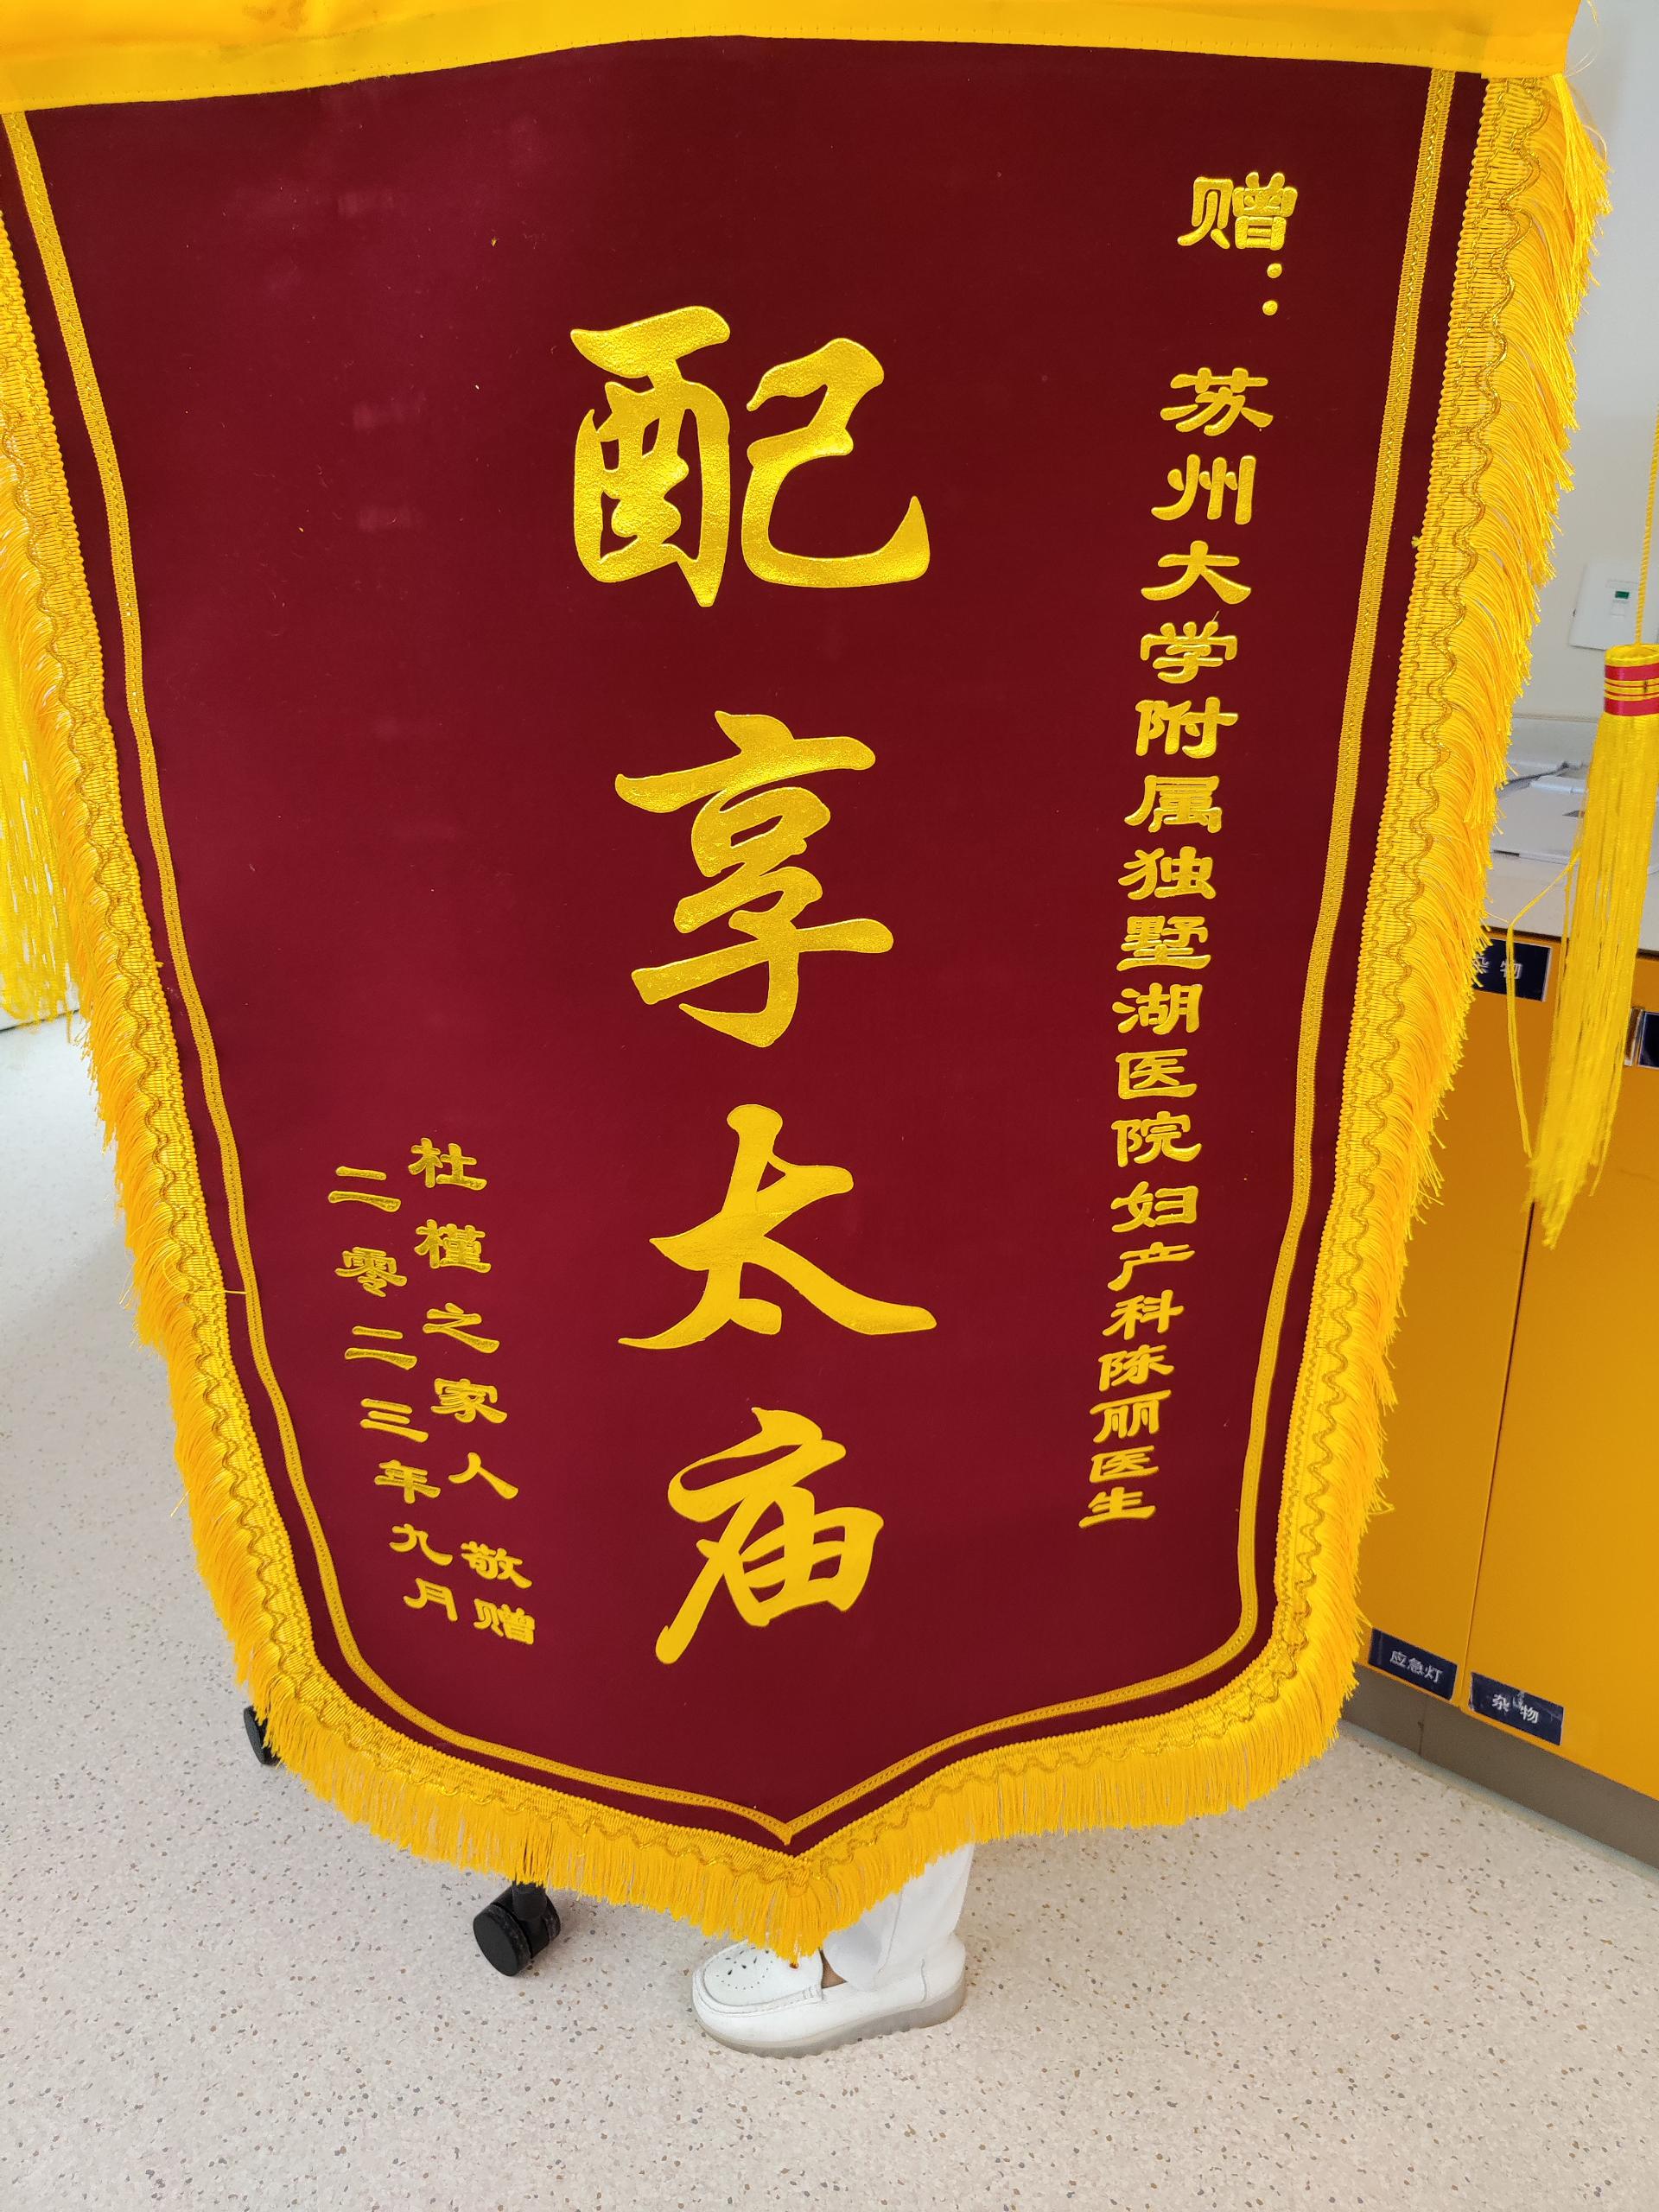 赠：苏州大学附属独墅湖医院妇产科陈丽医生
配享太庙
杜槿之家人 敬赠
二零二三年九月
杂物
应急灯
杂物